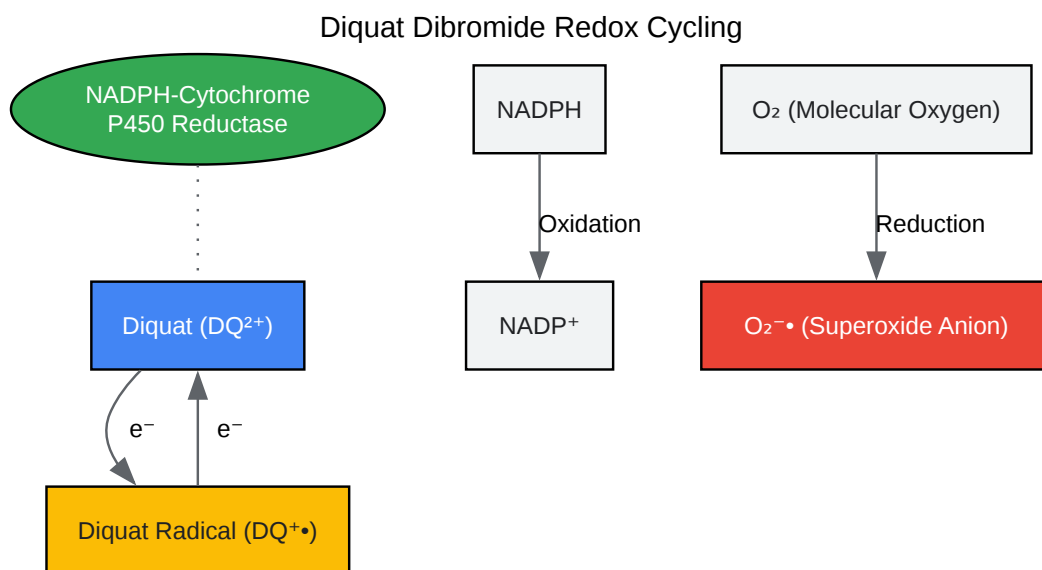 Diquat Dibromide Redox Cycling
NADPH-Cytochrome
P450 Reductase
NADPH
O₂ (Molecular Oxygen)
Oxidation
Reduction
Diquat (DQ²⁺)
NADP⁺
O₂⁻• (Superoxide Anion)
e⁻
e⁻
Diquat Radical (DQ⁺•)